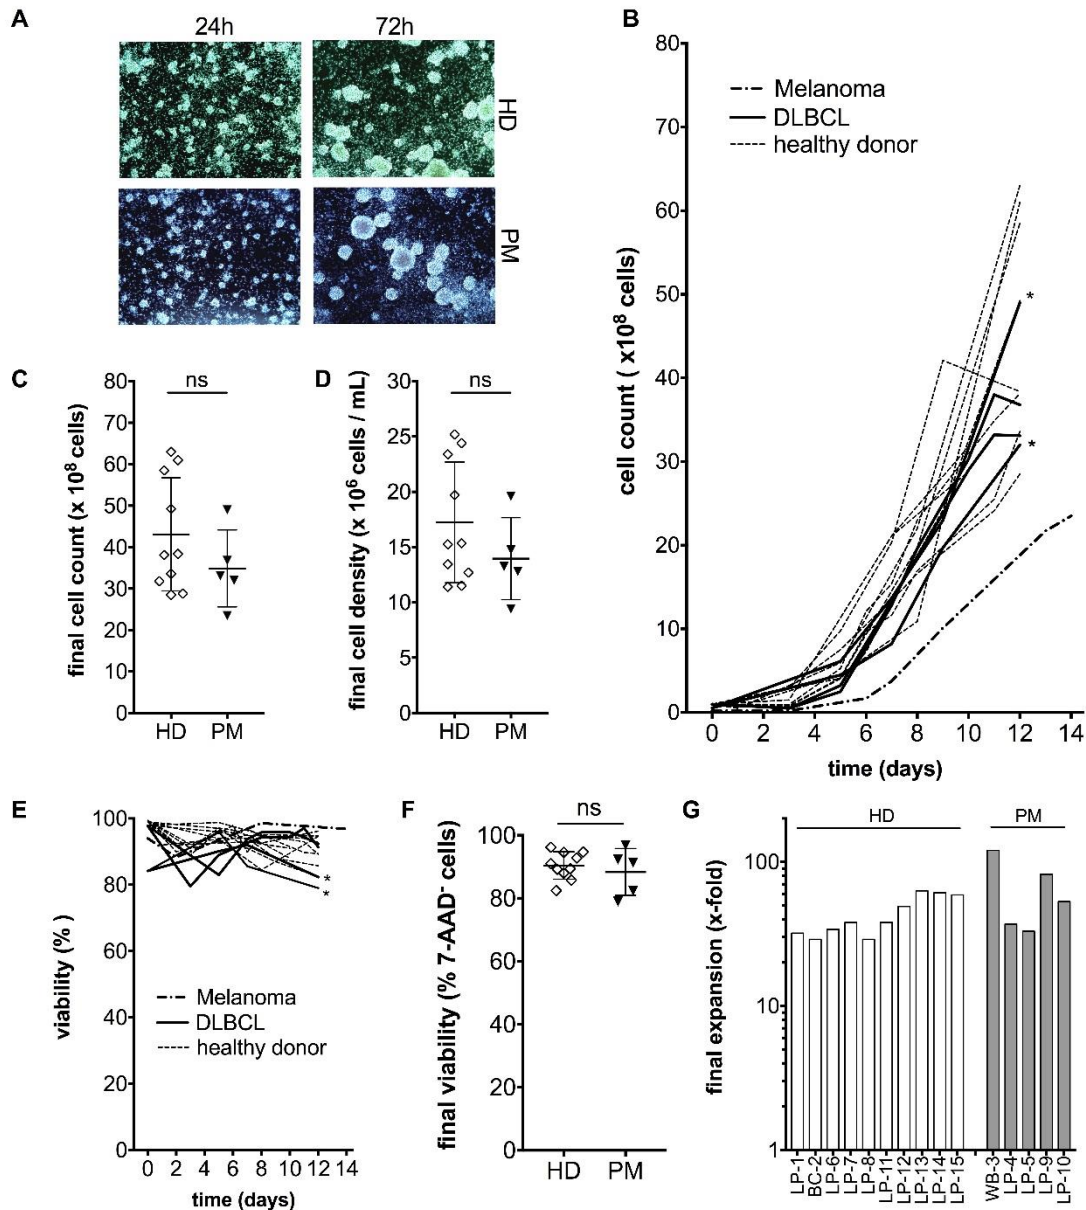 A
24h
72h
HD
PM
B
80
70
60
50
40
30
20
10
0
cell count ( x10⁸ cells)
Melanoma
DLBCL
healthy donor
*
*
0 2 4 6 8 10 12 14
time (days)
C
ns
80
70
60
50
40
30
20
10
0
final cell count (x 10⁸ cells)
HD PM
D
ns
30
25
20
15
10
5
0
final cell density (x 10⁶ cells / mL)
HD PM
E
100
80
60
40
20
0
viability (% )
*
*
Melanoma
DLBCL
healthy donor
0 2 4 6 8 10 12 14
time (days)
F
ns
100
80
60
40
20
0
final viability (% 7-AAD⁻ cells)
HD PM
G
HD PM
100
10
1
final expansion (x-fold)
LP-1
BC-2
LP-6
LP-7
LP-8
LP-11
LP-12
LP-13
LP-14
LP-15
WB-3
LP-4
LP-5
LP-9
LP-10